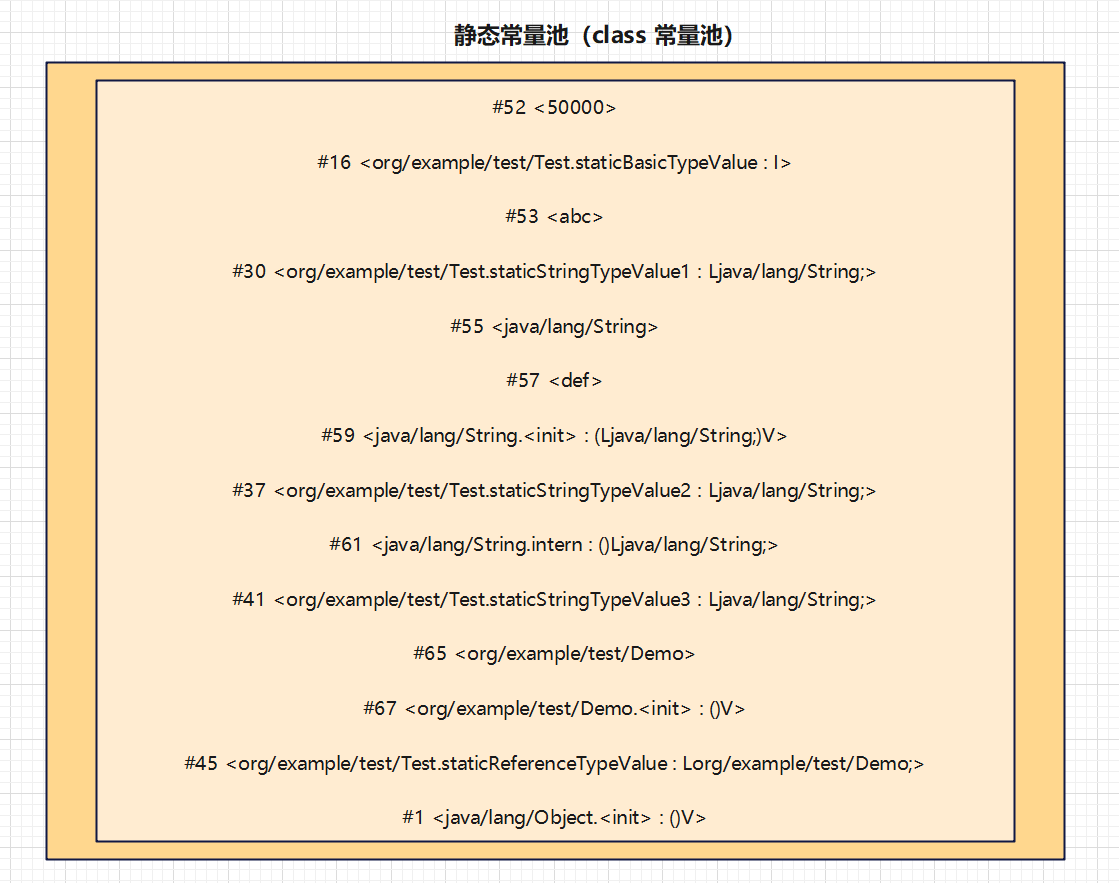 静态常量池（class 常量池）
#52 <50000>
#16 <org/example/test/Test.staticBasicTypeValue : I>
#53 <abc>
#30 <org/example/test/Test.staticStringTypeValue1 : Ljava/lang/String;>
#55 <java/lang/String>
#57 <def>
#59 <java/lang/String.<init> : (Ljava/lang/String;)V>
#37 <org/example/test/Test.staticStringTypeValue2 : Ljava/lang/String;>
#61 <java/lang/String.intern : ()Ljava/lang/String;>
#41 <org/example/test/Test.staticStringTypeValue3 : Ljava/lang/String;>
#65 <org/example/test/Demo>
#67 <org/example/test/Demo.<init> : ()V>
#45 <org/example/test/Test.staticReferenceTypeValue : Lorg/example/test/Demo;>
#1 <java/lang/Object.<init> : ()V>